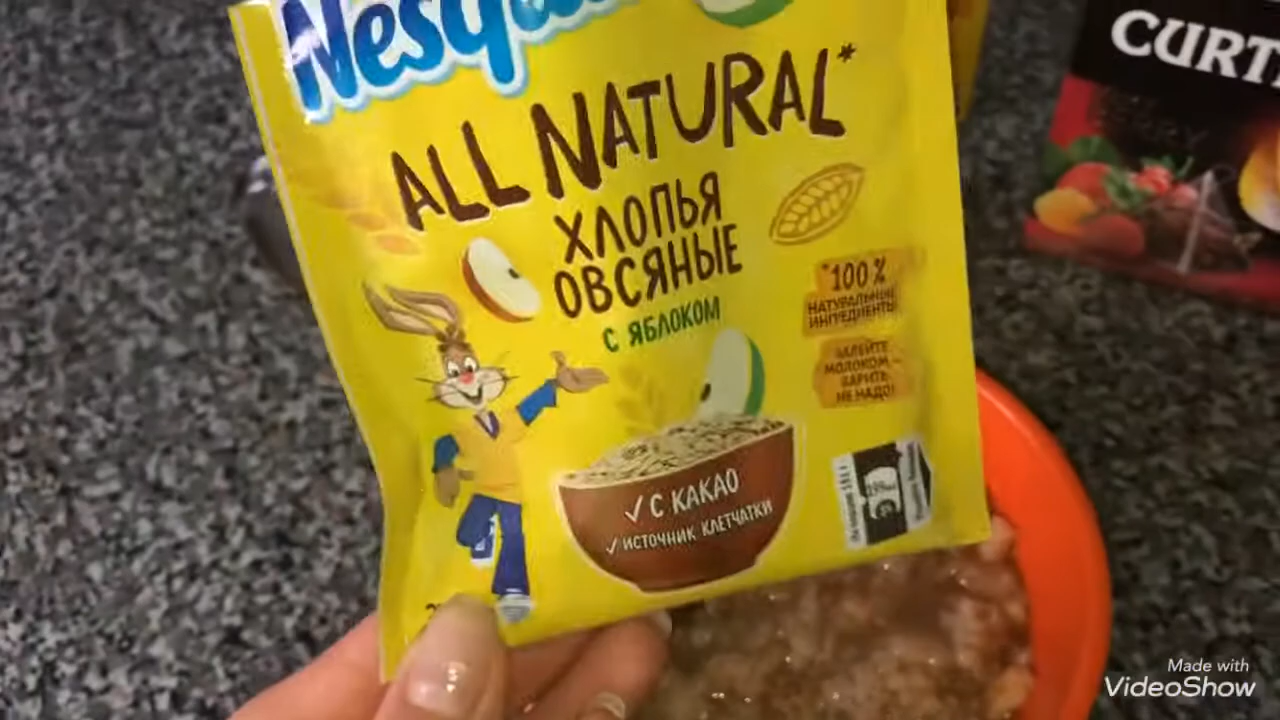 Nesqu
CURT
ALL NATURAL*
ХЛОПЬЯ
ОВСЯНЫЕ
С ЯБЛОКОМ
*100%
НАТУРАЛЬНЫЕ
ИНГРЕДИЕНТЫ
ЗАЛЕЙТЕ
МОЛОКОМ –
ВАРИТЬ
НЕ НАДО!
✓ С КАКАО
✓ ИСТОЧНИК КЛЕТЧАТКИ
Made with
VideoShow